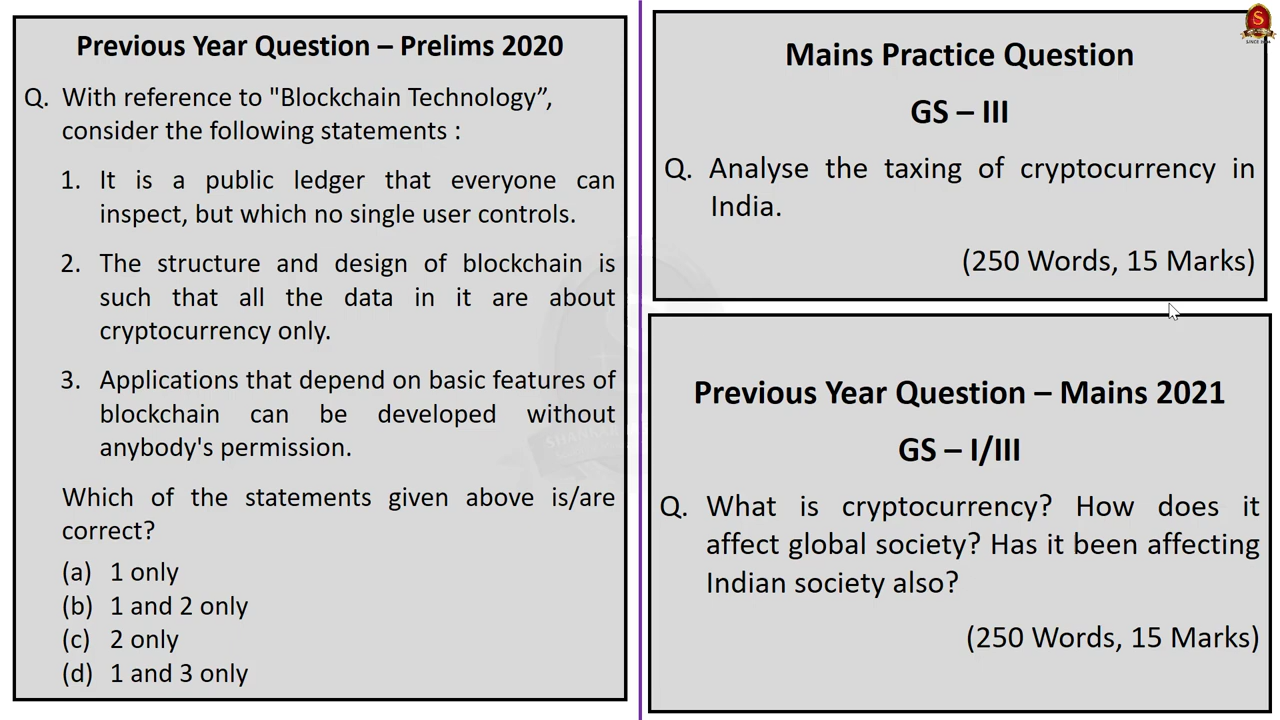 Previous Year Question – Prelims 2020
Q. With reference to "Blockchain Technology”,
consider the following statements :
1. It is a public ledger that everyone can
inspect, but which no single user controls.
2. The structure and design of blockchain is
such that all the data in it are about
cryptocurrency only.
3. Applications that depend on basic features of
blockchain can be developed without
anybody's permission.
Which of the statements given above is/are
correct?
(a) 1 only
(b) 1 and 2 only
(c) 2 only
(d) 1 and 3 only
Mains Practice Question
GS – III
Q. Analyse the taxing of cryptocurrency in
India.
(250 Words, 15 Marks)
Previous Year Question – Mains 2021
GS – I/III
Q. What is cryptocurrency? How does it
affect global society? Has it been affecting
Indian society also?
(250 Words, 15 Marks)